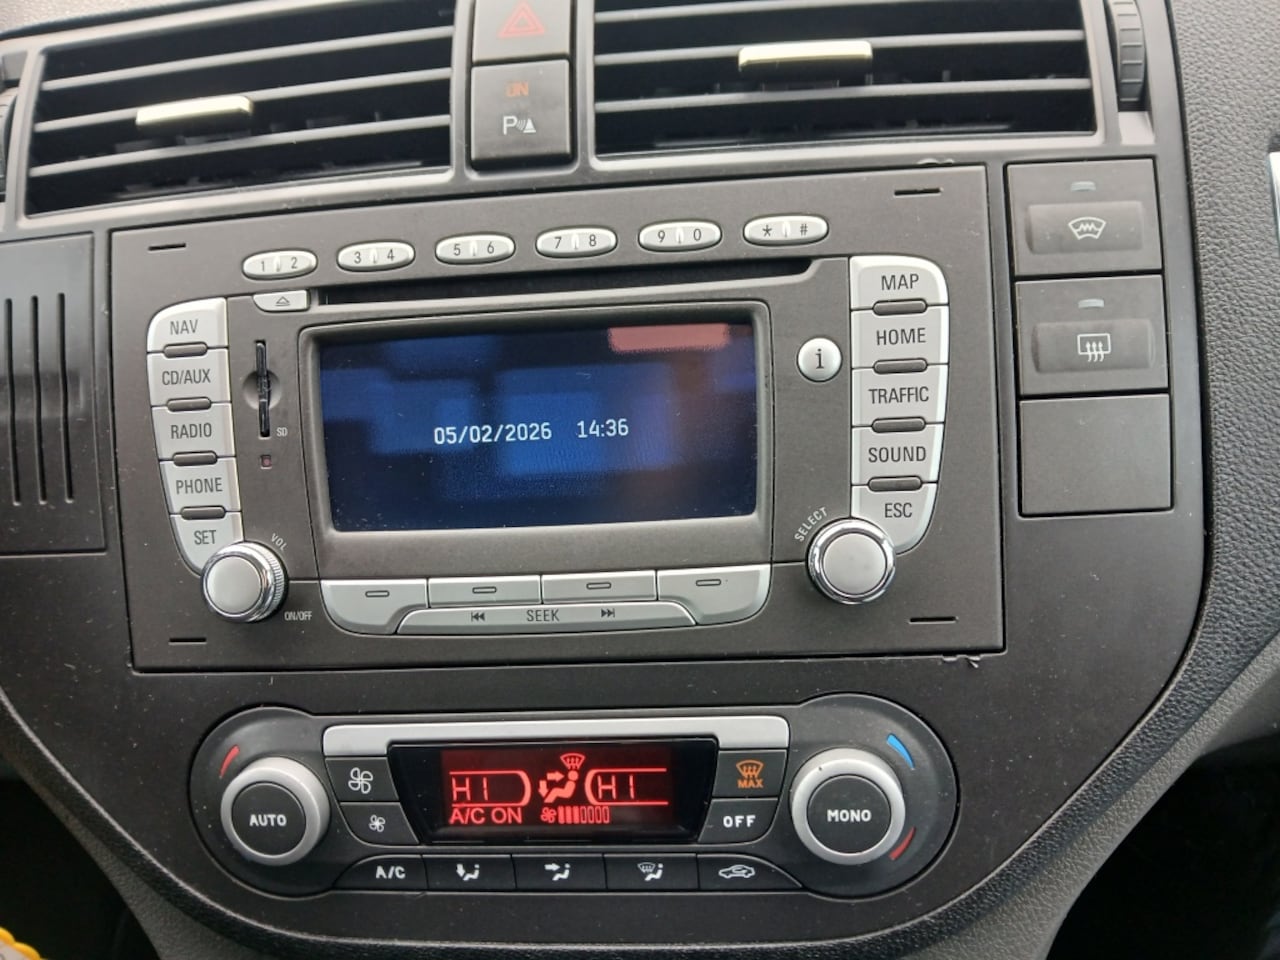 ON
P
1 2 3 4 5 6 7 8 9 0 * #
NAV
CD/AUX
RADIO
PHONE
SET
SD
05/02/2026 14:36
i
MAP
HOME
TRAFFIC
SOUND
ESC
VOL
ON/OFF
SELECT
SEEK
AUTO
HI HI
A/C ON
MAX
OFF
MONO
A/C